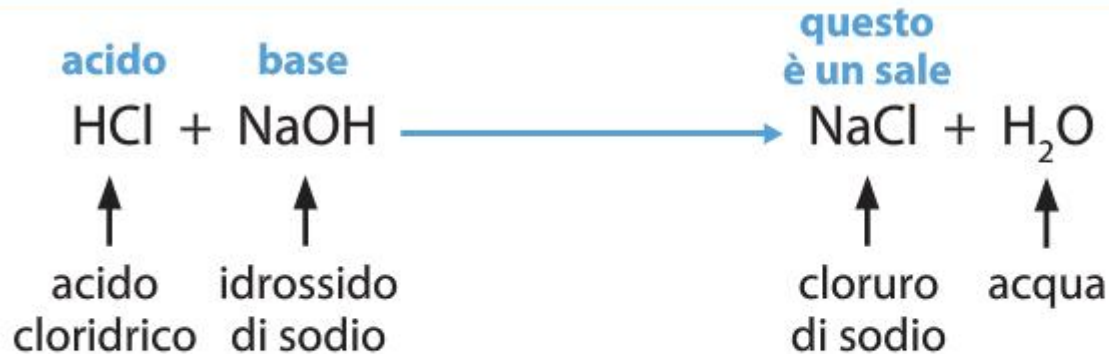 acido base questo
è un sale
HCl + NaOH → NaCl + H₂O
acido idrossido cloruro acqua
cloridrico di sodio di sodio